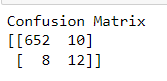 Confusion Matrix
[[652  10]
 [  8  12]]